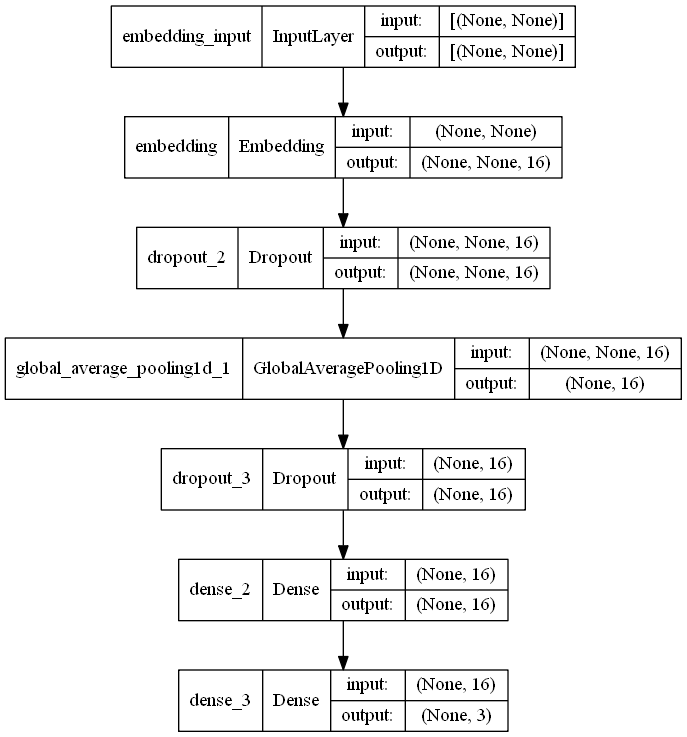 embedding_input InputLayer input: [(None, None)]
output: [(None, None)]
embedding Embedding input: (None, None)
output: (None, None, 16)
dropout_2 Dropout input: (None, None, 16)
output: (None, None, 16)
global_average_pooling1d_1 GlobalAveragePooling1D input: (None, None, 16)
output: (None, 16)
dropout_3 Dropout input: (None, 16)
output: (None, 16)
dense_2 Dense input: (None, 16)
output: (None, 16)
dense_3 Dense input: (None, 16)
output: (None, 3)